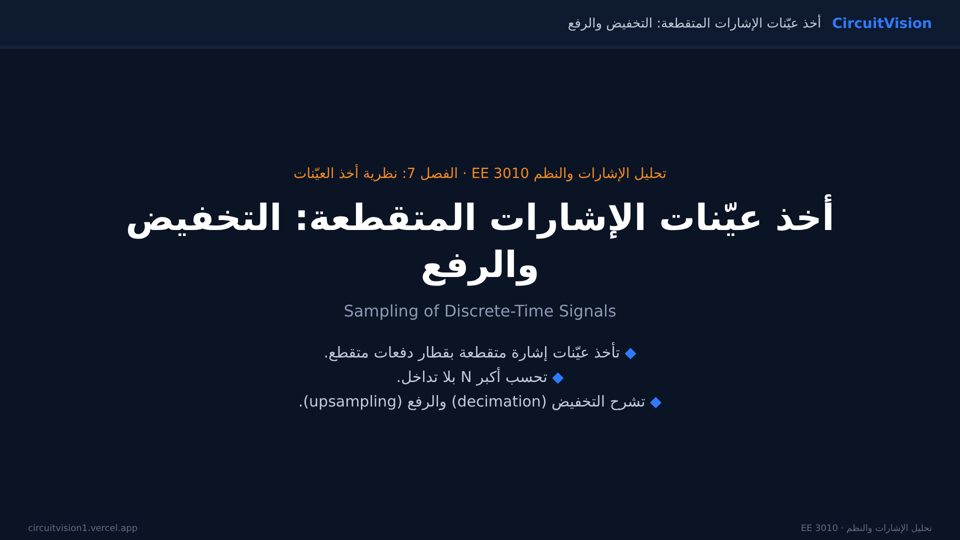 CircuitVision أخذ عيّنات الإشارات المتقطعة: التخفيض والرفع
تحليل الإشارات والنظم EE 3010 · الفصل 7: نظرية أخذ العيّنات
أخذ عيّنات الإشارات المتقطعة: التخفيض
والرفع
Sampling of Discrete-Time Signals
◆ تأخذ عيّنات إشارة متقطعة بقطار دفعات متقطع.
◆ تحسب أكبر N بلا تداخل.
◆ تشرح التخفيض (decimation) والرفع (upsampling).
تحليل الإشارات والنظم · EE 3010
circuitvision1.vercel.app